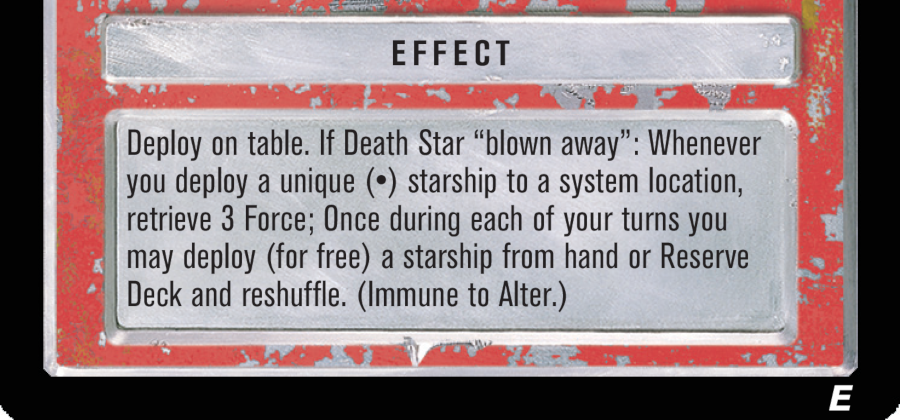 EFFECT
Deploy on table. If Death Star “blown away”: Whenever
you deploy a unique (•) starship to a system location,
retrieve 3 Force; Once during each of your turns you
may deploy (for free) a starship from hand or Reserve
Deck and reshuffle. (Immune to Alter.)
E